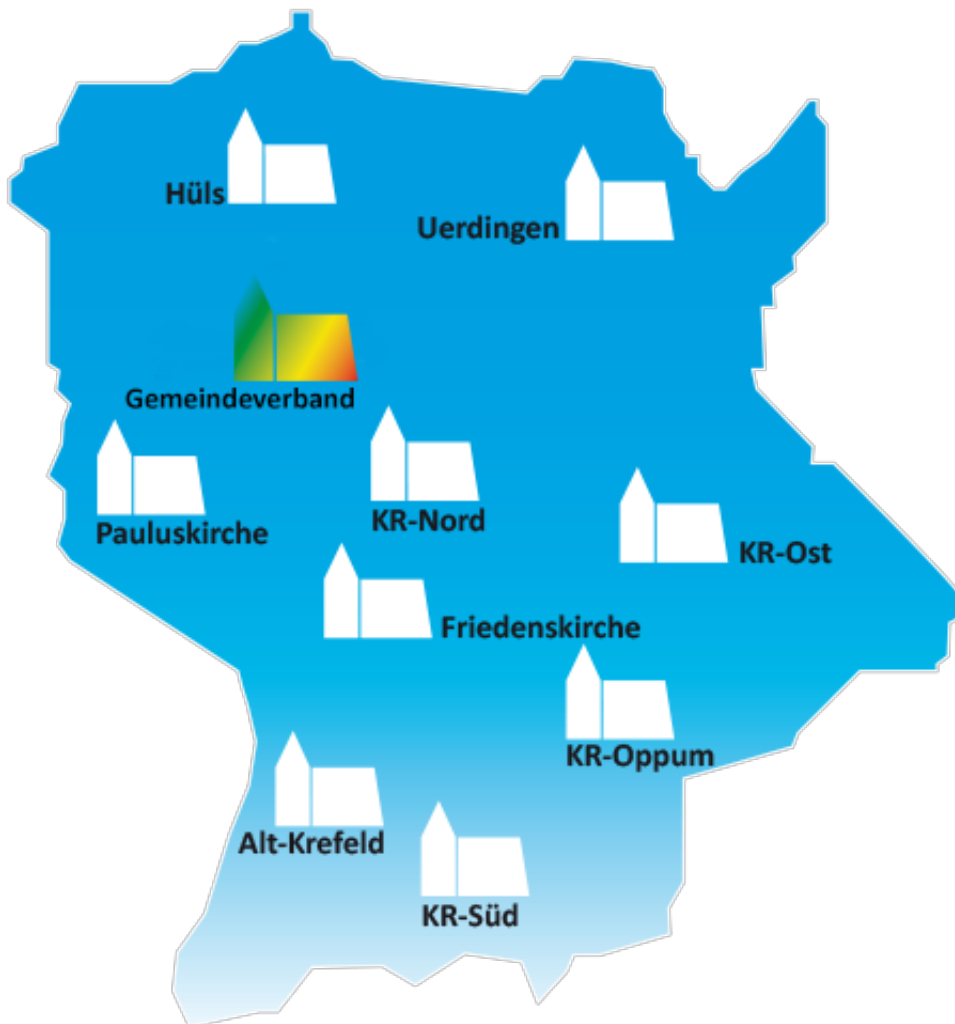 Hüls
Uerdingen
Gemeindeverband
Pauluskirche
KR-Nord
KR-Ost
Friedenskirche
KR-Oppum
Alt-Krefeld
KR-Süd